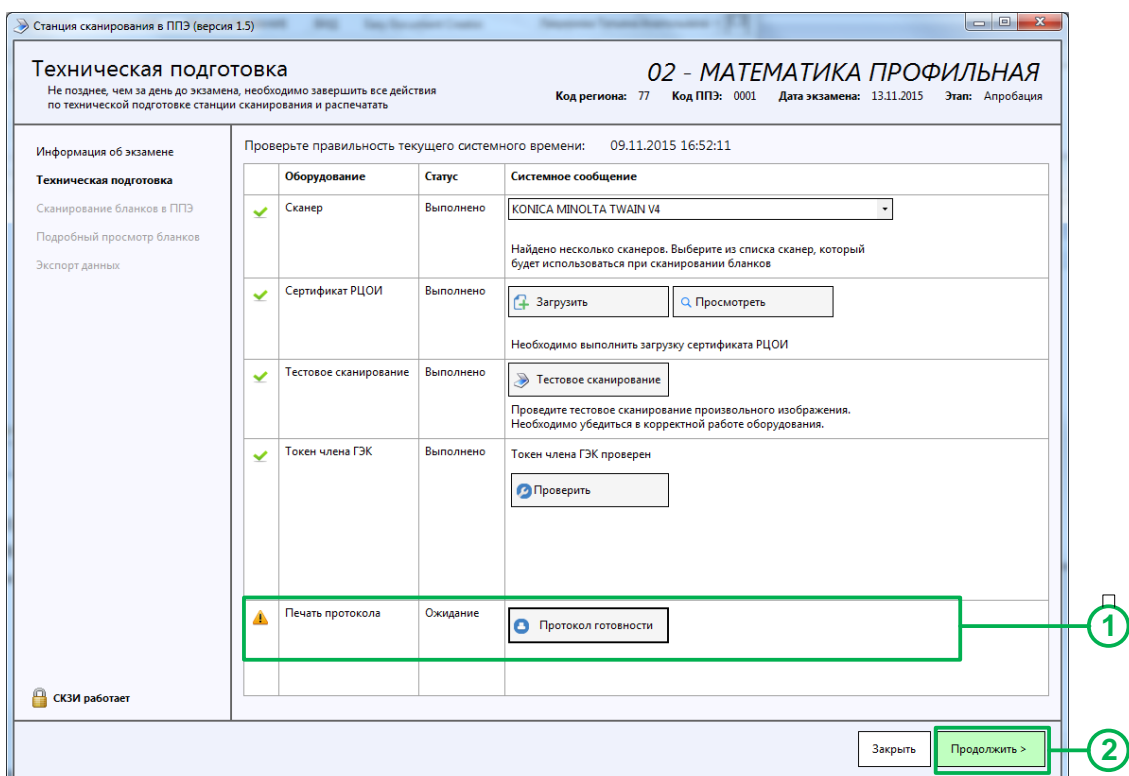 Станция сканирования в ППЭ (версия 1.5)
Техническая подготовка
Не позднее, чем за день до экзамена, необходимо завершить все действия
по технической подготовке станции сканирования и распечатать
02 - МАТЕМАТИКА ПРОФИЛЬНАЯ
Код региона: 77 Код ППЭ: 0001 Дата экзамена: 13.11.2015 Этап: Апробация
Информация об экзамене
Техническая подготовка
Сканирование бланков в ППЭ
Подробный просмотр бланков
Экспорт данных
СКЗИ работает
Проверьте правильность текущего системного времени: 09.11.2015 16:52:11
Оборудование Статус Системное сообщение
Сканер Выполнено KONICA MINOLTA TWAIN V4
Найдено несколько сканеров. Выберите из списка сканер, который
будет использоваться при сканировании бланков
Сертификат РЦОИ Выполнено Загрузить Просмотреть
Необходимо выполнить загрузку сертификата РЦОИ
Тестовое сканирование Выполнено Тестовое сканирование
Проведите тестовое сканирование произвольного изображения.
Необходимо убедиться в корректной работе оборудования.
Токен члена ГЭК Выполнено Токен члена ГЭК проверен
Проверить
Печать протокола Ожидание Протокол готовности
1
Закрыть Продолжить >
2